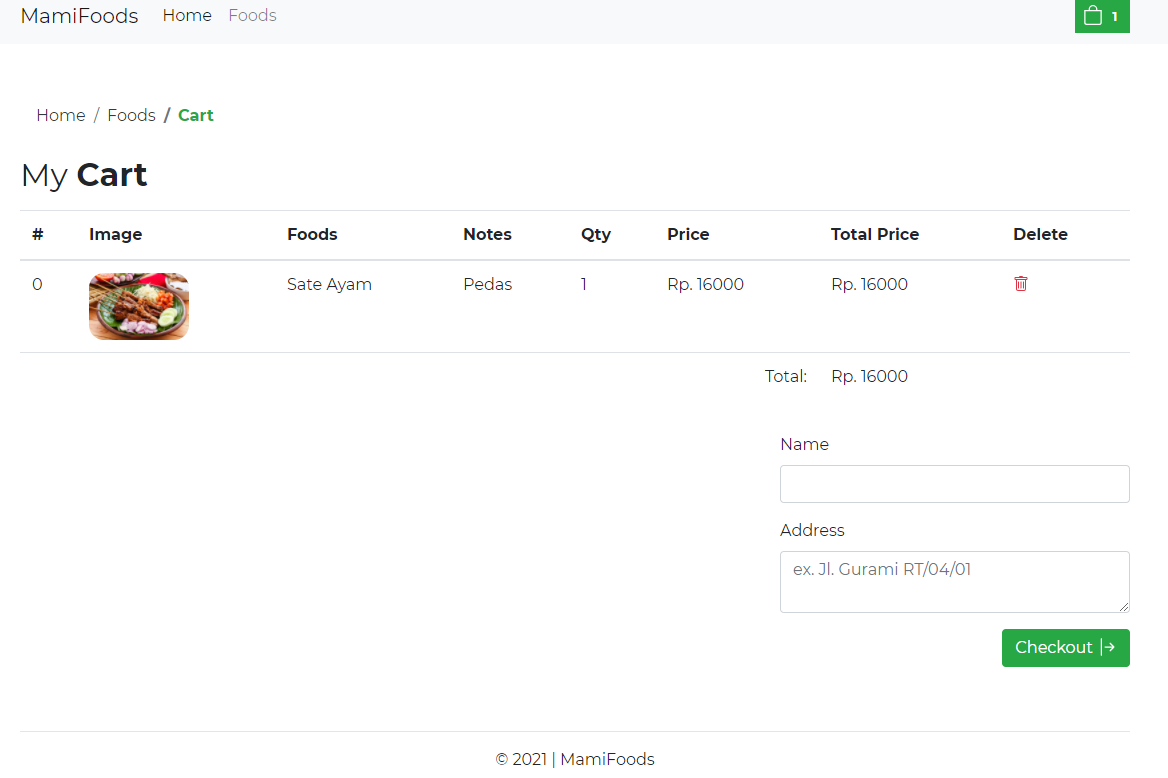 MamiFoods Home Foods 1
Home / Foods / Cart
My Cart
# Image Foods Notes Qty Price Total Price Delete
0 Sate Ayam Pedas 1 Rp. 16000 Rp. 16000
Total: Rp. 16000
Name
Address
ex. Jl. Gurami RT/04/01
Checkout
© 2021 | MamiFoods